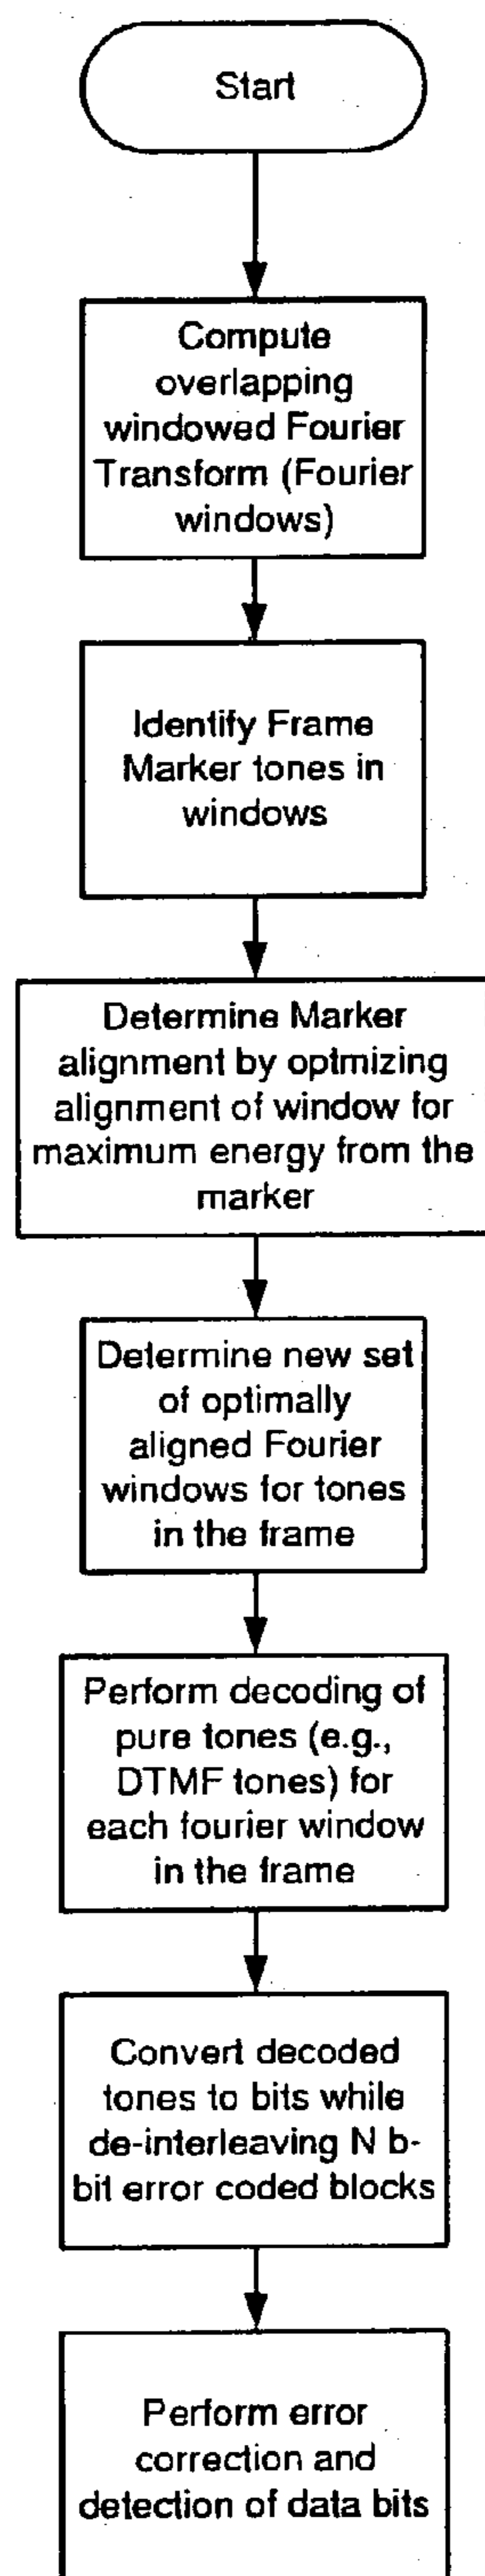 Start
Compute
overlapping
windowed Fourier
Transform (Fourier
windows)
Identify Frame
Marker tones in
windows
Determine Marker
alignment by optmizing
alignment of window for
maximum energy from the
marker
Determine new set
of optimally
aligned Fourier
windows for tones
in the frame
Perform decoding of
pure tones (e.g.,
DTMF tones) for
each fourier window
in the frame
Convert decoded
tones to bits while
de-interleaving N b-
bit error coded blocks
Perform error
correction and
detection of data bits